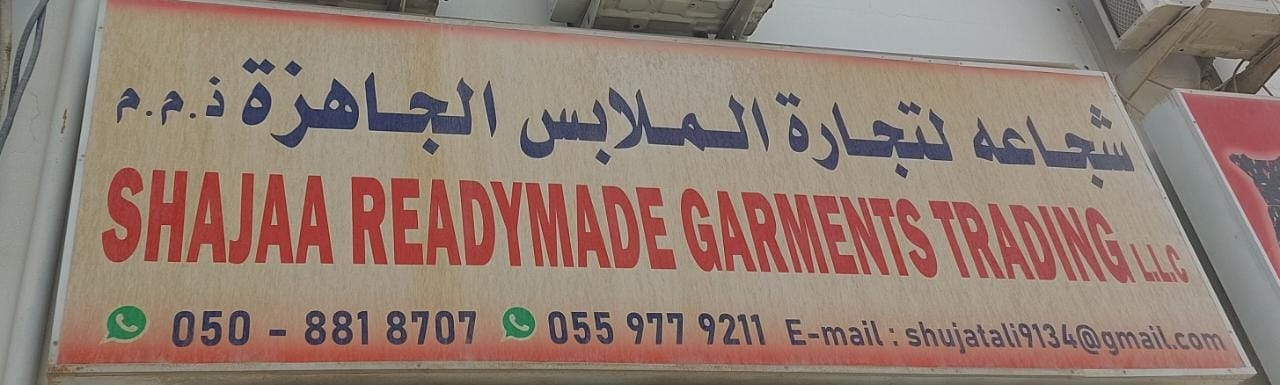 شجاعه لتجارة الملابس الجاهزة ذ.م.م
SHAJAA READYMADE GARMENTS TRADING L.L.C
050 - 881 8707 055 977 9211 E-mail : shujatali9134@gmail.com